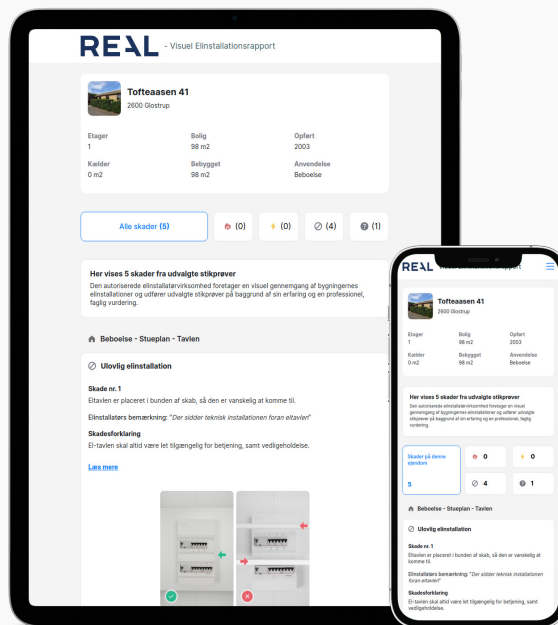 REAL - Visuel Elinstallationsrapport
Tofteaasen 41
2600 Glostrup
Etager Bolig Opført
1 98 m2 2003
Kælder Bebygget Anvendelse
0 m2 98 m2 Beboelse
Alle skader (5) (0) (0) (4) (1)
Her vises 5 skader fra udvalgte stikprøver
Den autoriserede elinstallatørvirksomhed foretager en visuel gennemgang af bygningernes
elinstallationer og udfører udvalgte stikprøver på baggrund af sin erfaring og en professionel,
faglig vurdering.
Beboelse - Stueplan - Tavlen
Ulovlig elinstallation
Skade nr. 1
Eltavlen er placeret i bunden af skab, så den er vanskelig at komme til.
Elinstallatørs bemærkning: "Der sidder teknisk installationen foran eltavlen"
Skadesforklaring
El-tavlen skal altid være let tilgængelig for betjening, samt vedligeholdelse.
Læs mere
REAL
Tofteaasen 41
2600 Glostrup
Etager Bolig Opført
1 98 m2 2003
Kælder Bebygget Anvendelse
0 m2 98 m2 Beboelse
Her vises 5 skader fra udvalgte stikprøver
Den autoriserede elinstallatørvirksomhed foretager en visuel
gennemgang af bygningernes elinstallationer og udfører udvalgte
stikprøver på baggrund af sin erfaring og en professionel, faglig
vurdering.
Skader på denne
ejendom
5
0 0
4 1
Beboelse - Stueplan - Tavlen
Ulovlig elinstallation
Skade nr. 1
Eltavlen er placeret i bunden af skab, så den er vanskelig at
komme til.
Elinstallatørs bemærkning: "Der sidder teknisk installationen
foran eltavlen"
Skadesforklaring
El-tavlen skal altid være let tilgængelig for betjening, samt
vedligeholdelse.